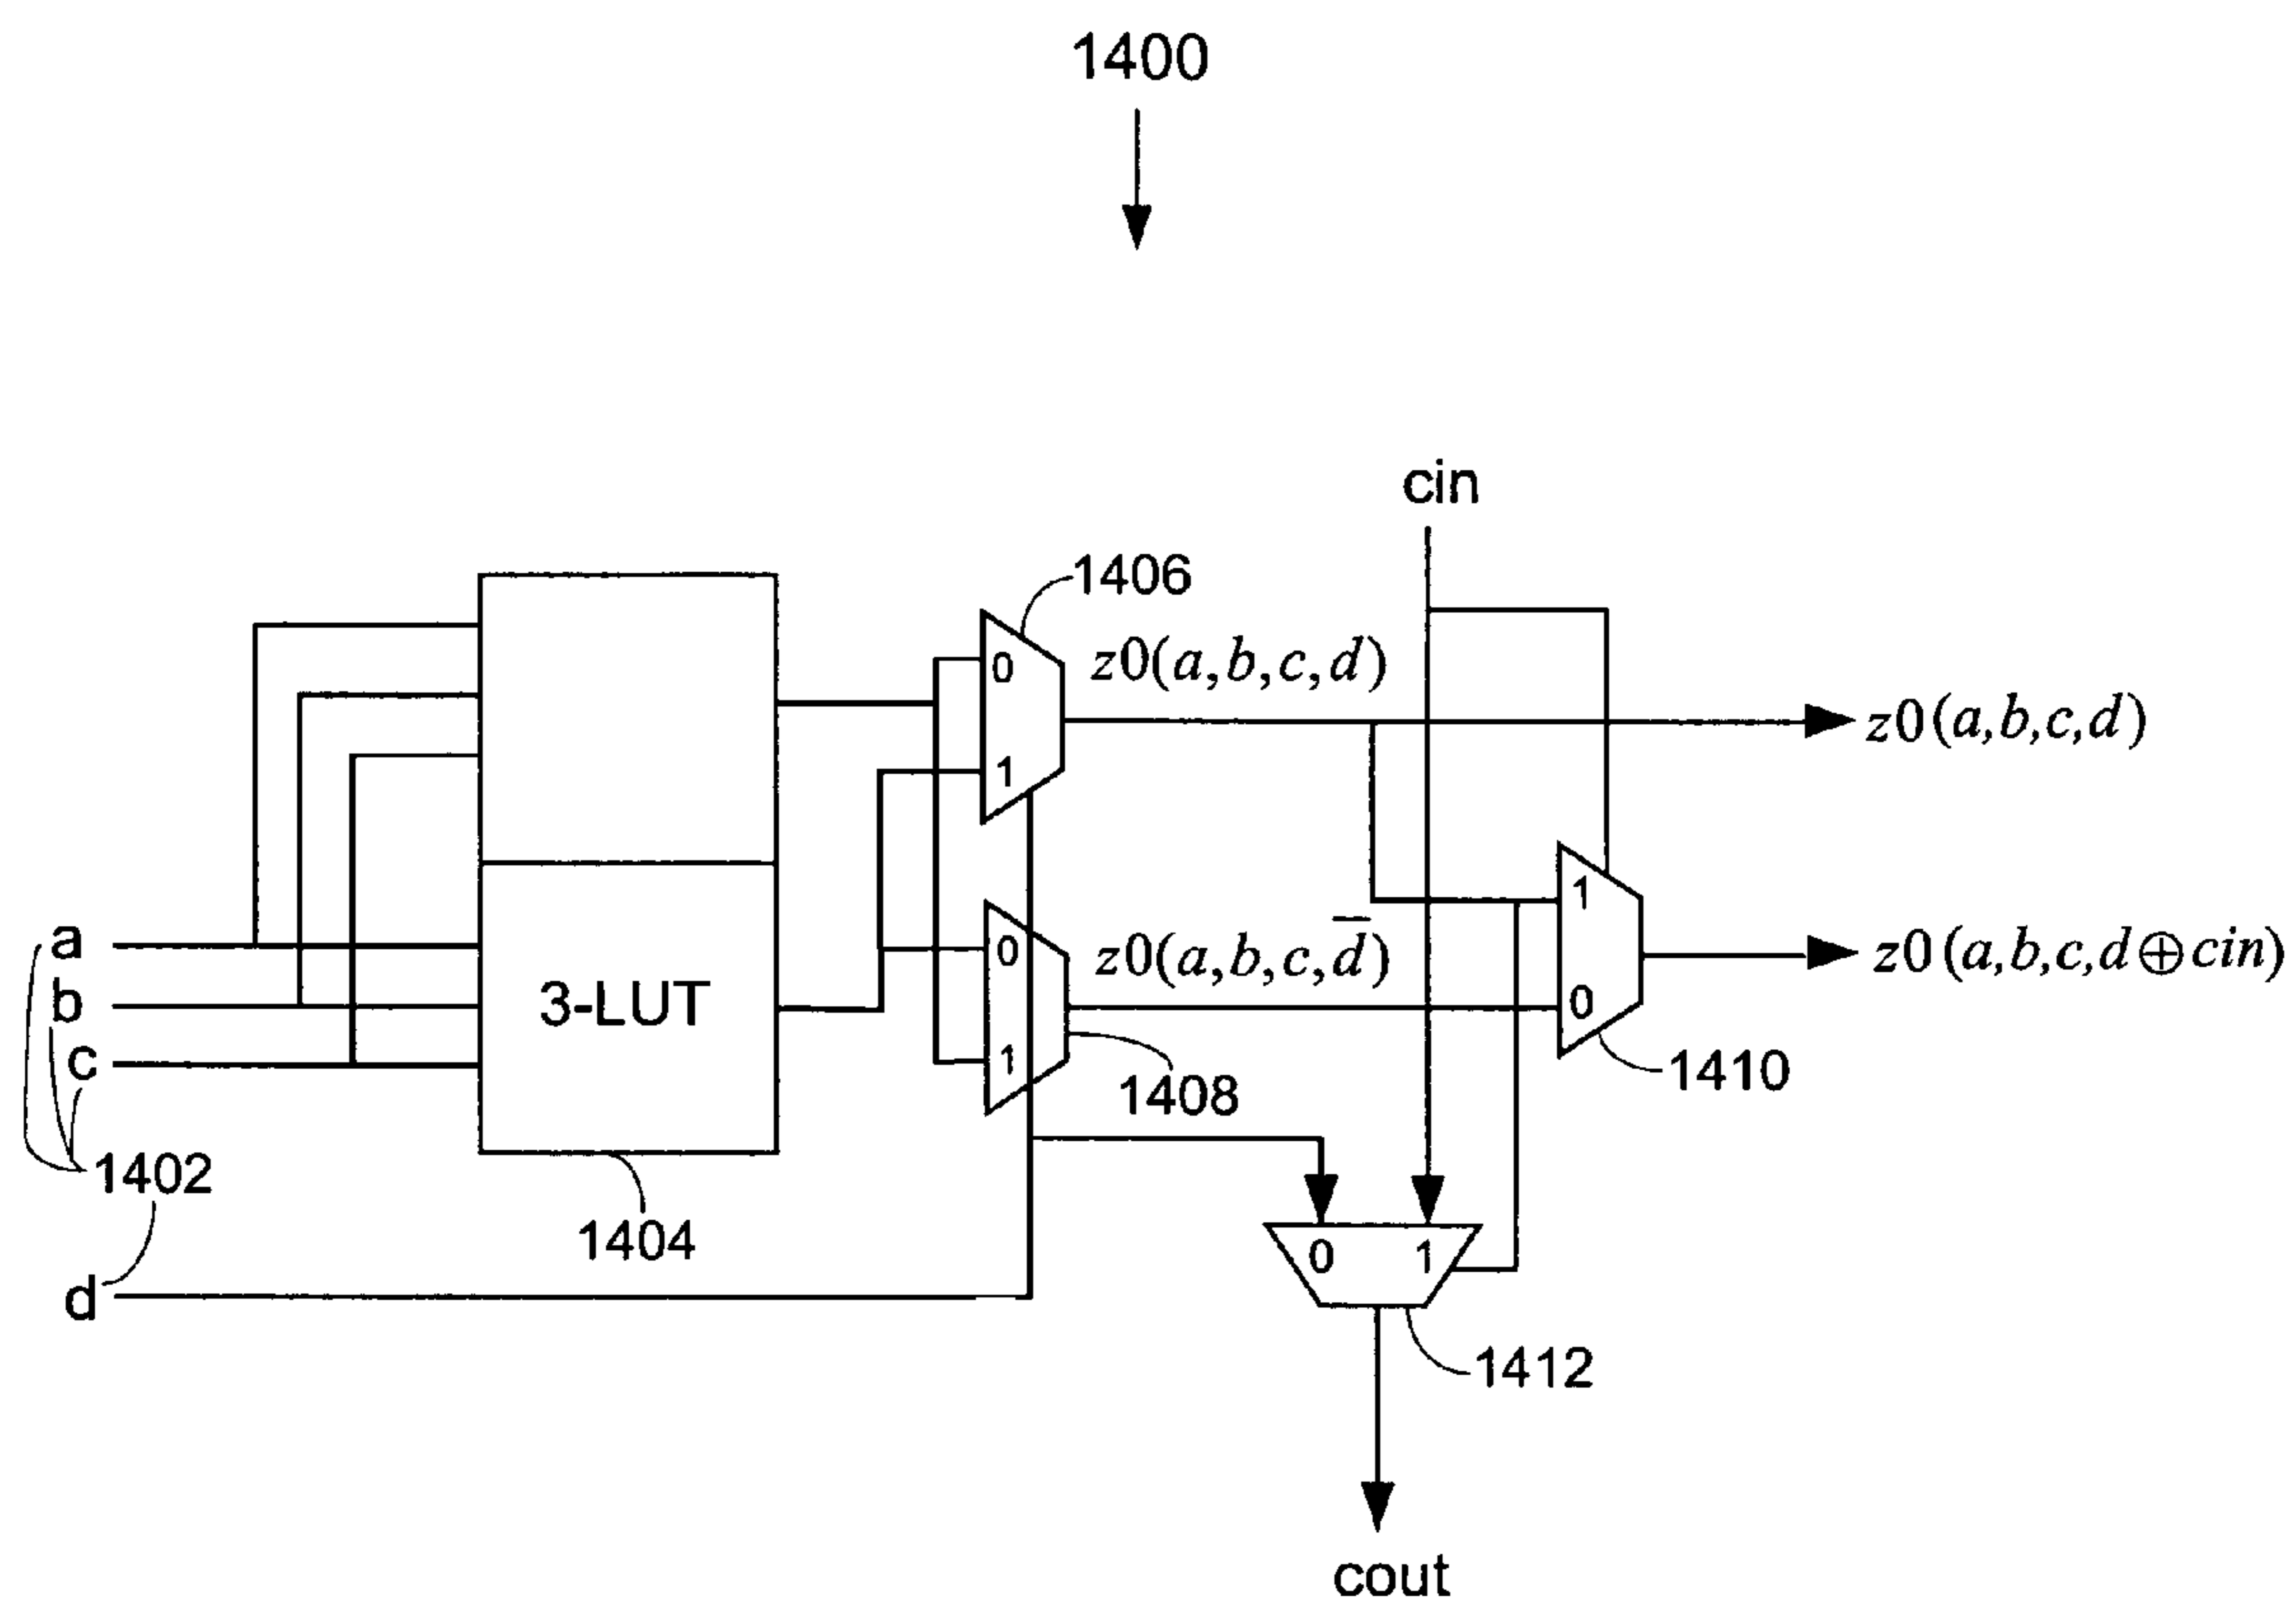 1400
cin
1406
0
z0(a,b,c,d)
z0(a,b,c,d)
1
1
a
0
z0(a,b,c,d̅)
z0(a,b,c,d⊕cin)
b
3-LUT
0
c
1
1408
1410
1402
1404
0
1
d
1412
cout